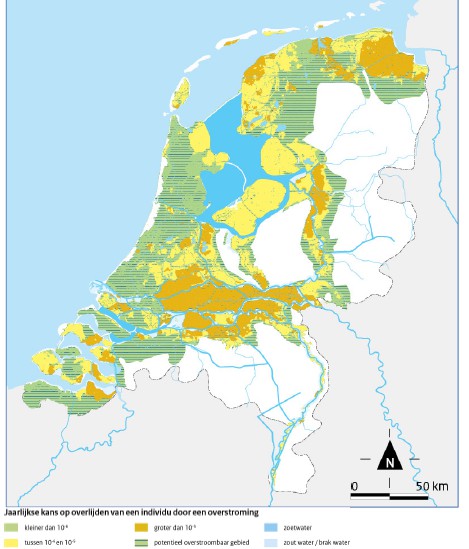 N
0 50 km
Jaarlijkse kans op overlijden van een individu door een overstroming
kleiner dan 10⁻⁶ groter dan 10⁻⁵ zoetwater
tussen 10⁻⁶ en 10⁻⁵ potentieel overstroombaar gebied zout water / brak water